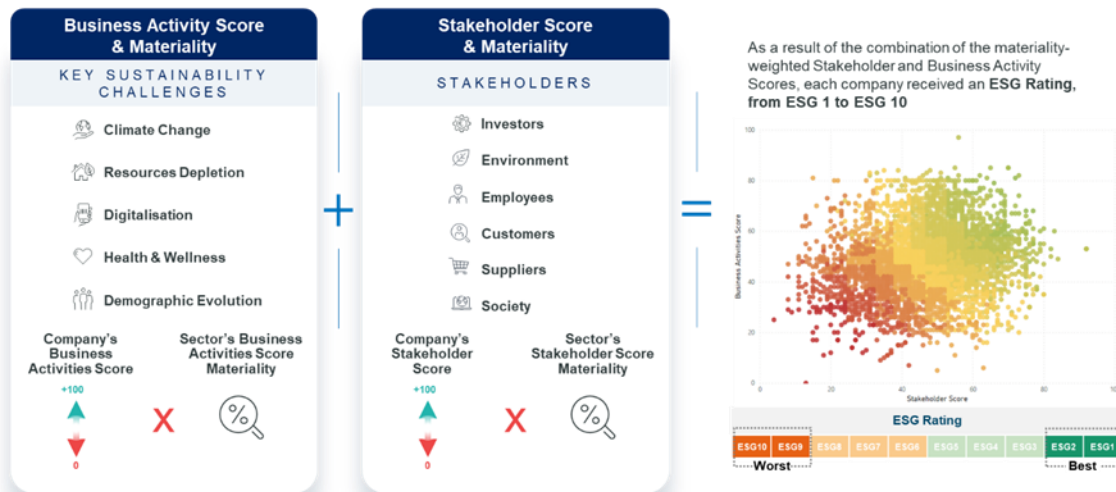 Business Activity Score
& Materiality
KEY SUSTAINABILITY
CHALLENGES
Climate Change
Resources Depletion
Digitalisation
Health & Wellness
Demographic Evolution
Company's
Business
Activities Score
+100
0
X
Sector's Business
Activities Score
Materiality
%
+
Stakeholder Score
& Materiality
STAKEHOLDERS
Investors
Environment
Employees
Customers
Suppliers
Society
Company's
Stakeholder
Score
+100
0
X
Sector's
Stakeholder Score
Materiality
%
=
As a result of the combination of the materiality-
weighted Stakeholder and Business Activity
Scores, each company received an ESG Rating,
from ESG 1 to ESG 10
Business Activities Score
100
80
60
40
20
0
0 20 40 60 80 100
Stakeholder Score
ESG Rating
ESG10 ESG9 ESG8 ESG7 ESG6 ESG5 ESG4 ESG3 ESG2 ESG1
Worst
Best